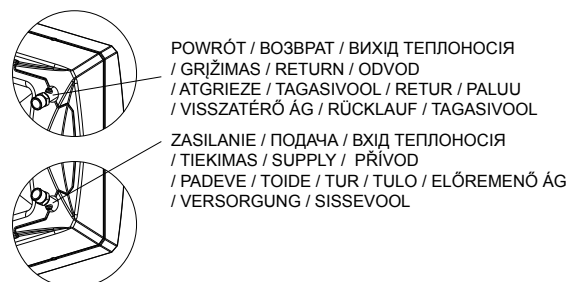 POWRÓT / ВОЗВРАТ / ВИХІД ТЕПЛОНОСІЯ
/ GRĮŽIMAS / RETURN / ODVOD
/ ATGRIEZE / TAGASIVOOL / RETUR / PALUU
/ VISSZATÉRŐ ÁG / RÜCKLAUF / TAGASIVOOL
ZASILANIE / ПОДАЧА / ВХІД ТЕПЛОНОСІЯ
/ TIEKIMAS / SUPPLY / PŘÍVOD
/ PADEVE / TOIDE / TUR / TULO / ELŐREMENŐ ÁG
/ VERSORGUNG / SISSEVOOL